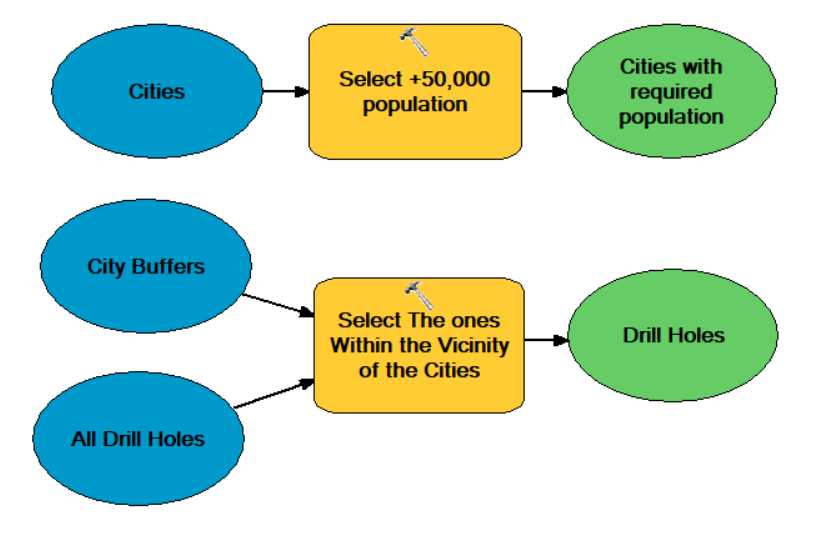 Cities
Select +50,000
population
Cities with
required
population
City Buffers
Select The ones
Within the Vicinity
of the Cities
Drill Holes
All Drill Holes